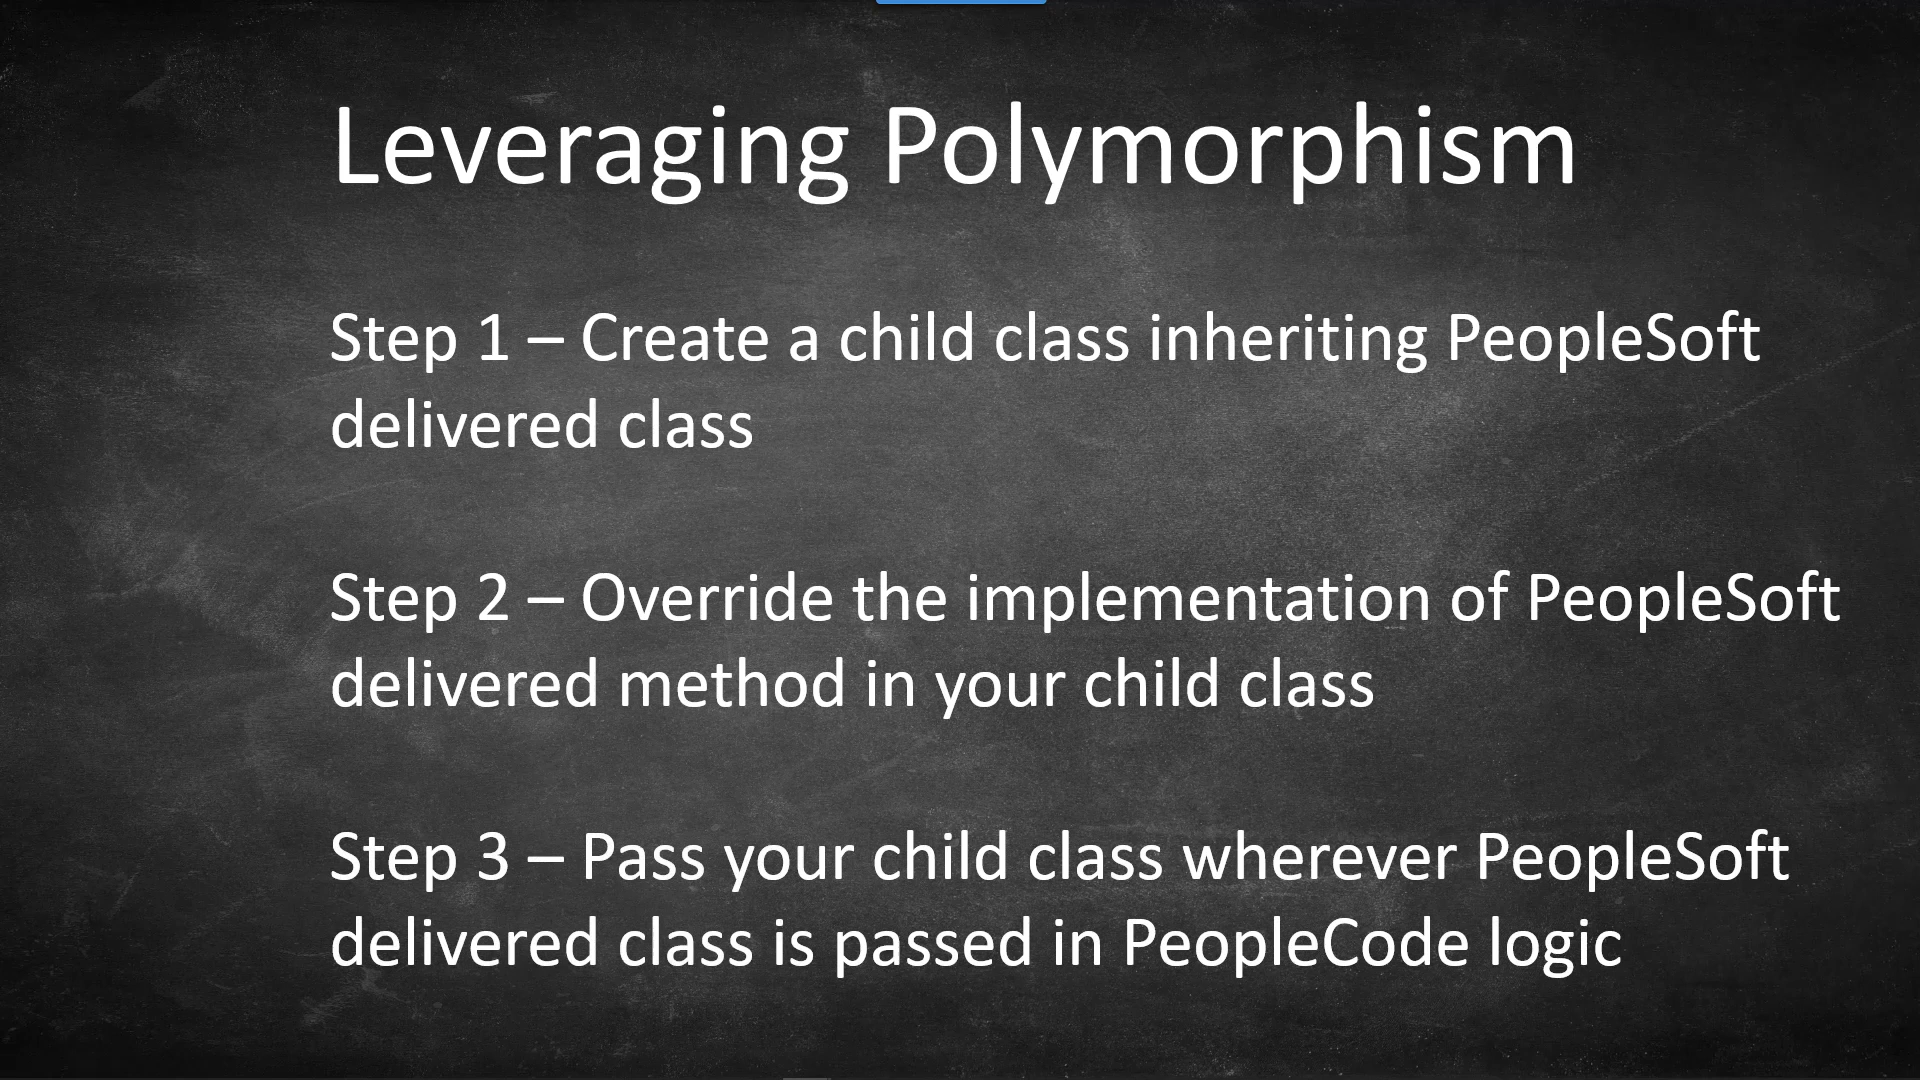 Leveraging Polymorphism
Step 1 – Create a child class inheriting PeopleSoft
delivered class
Step 2 – Override the implementation of PeopleSoft
delivered method in your child class
Step 3 – Pass your child class wherever PeopleSoft
delivered class is passed in PeopleCode logic